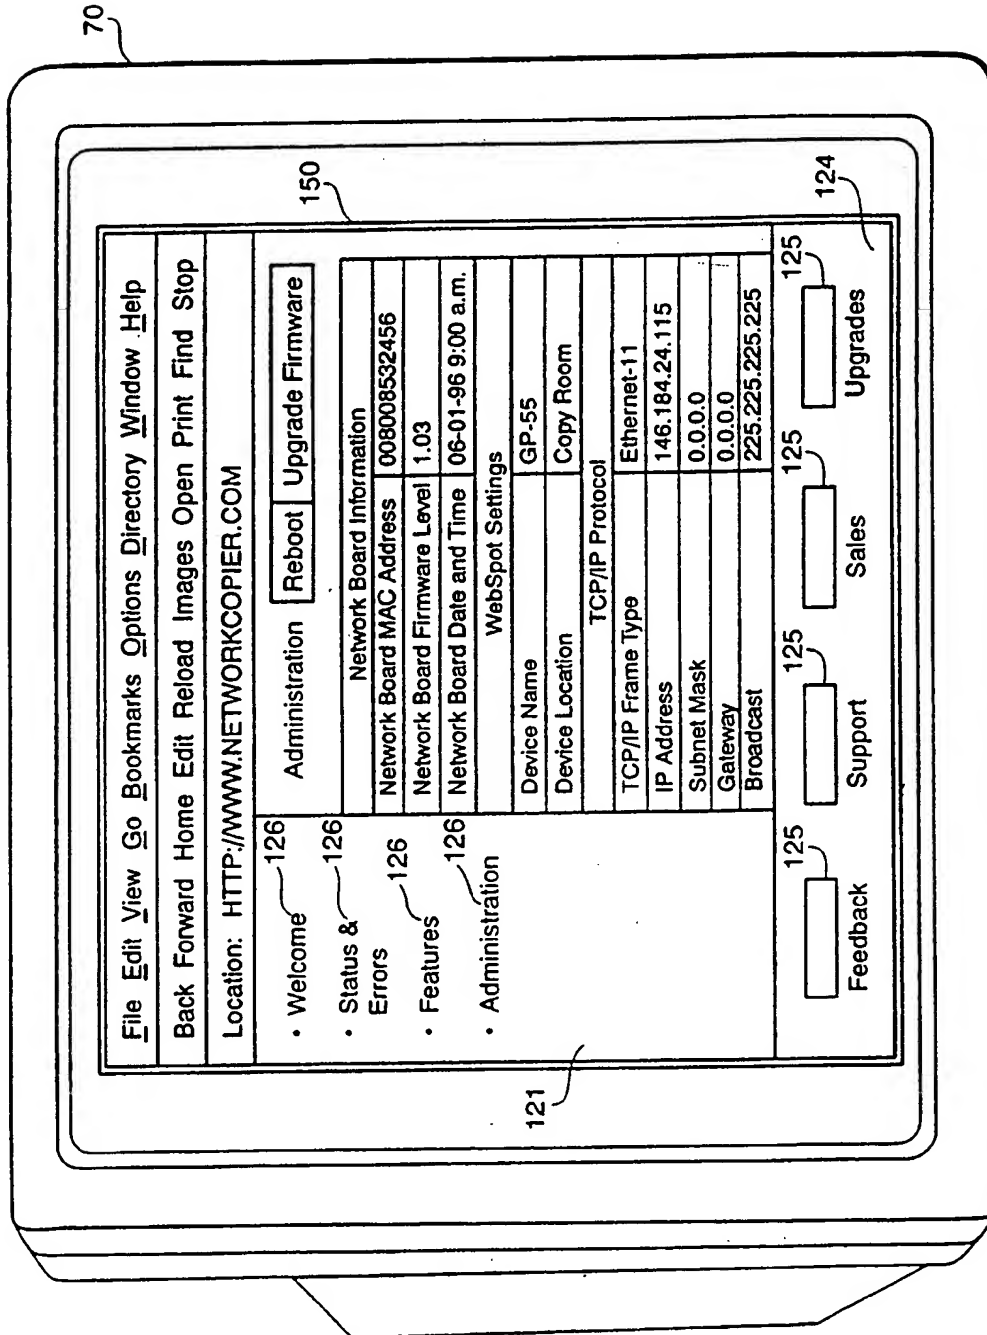 70
File Edit View Go Bookmarks Options Directory Window Help
Back Forward Home Edit Reload Images Open Print Find Stop
Location: HTTP://WWW.NETWORKCOPIER.COM
150
• Welcome 126
• Status & Errors 126
• Features 126
• Administration 126
121
Administration Reboot Upgrade Firmware
Network Board Information
Network Board MAC Address 008008532456
Network Board Firmware Level 1.03
Network Board Date and Time 06-01-96 9:00 a.m.
WebSpot Settings
Device Name GP-55
Device Location Copy Room
TCP/IP Protocol
TCP/IP Frame Type Ethernet-11
IP Address 146.184.24.115
Subnet Mask 0.0.0.0
Gateway 0.0.0.0
Broadcast 225.225.225.225
125 125 125 125
Feedback Support Sales Upgrades
124